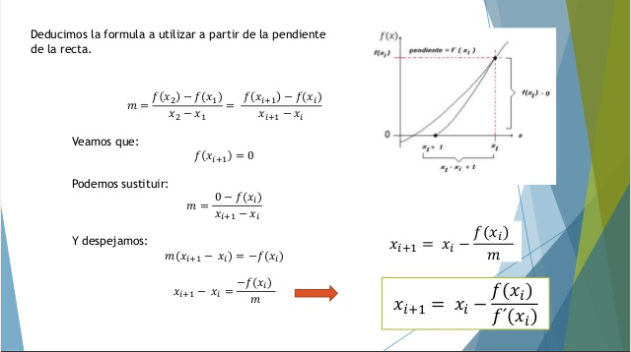 Deducimos la formula a utilizar a partir de la pendiente
de la recta.
m = \frac{f(x_2) - f(x_1)}{x_2 - x_1} = \frac{f(x_{i+1}) - f(x_i)}{x_{i+1} - x_i}
Veamos que:
f(x_{i+1}) = 0
Podemos sustituir:
m = \frac{0 - f(x_i)}{x_{i+1} - x_i}
Y despejamos:
m(x_{i+1} - x_i) = -f(x_i)
x_{i+1} - x_i = \frac{-f(x_i)}{m}
f(x)
f(x_i)
pendiente = f ' ( x_i )
f(x_i) - 0
0
x
x_i + 1
x_i
x_i - x_i + 1
x_{i+1} = x_i - \frac{f(x_i)}{m}
x_{i+1} = x_i - \frac{f(x_i)}{f´(x_i)}